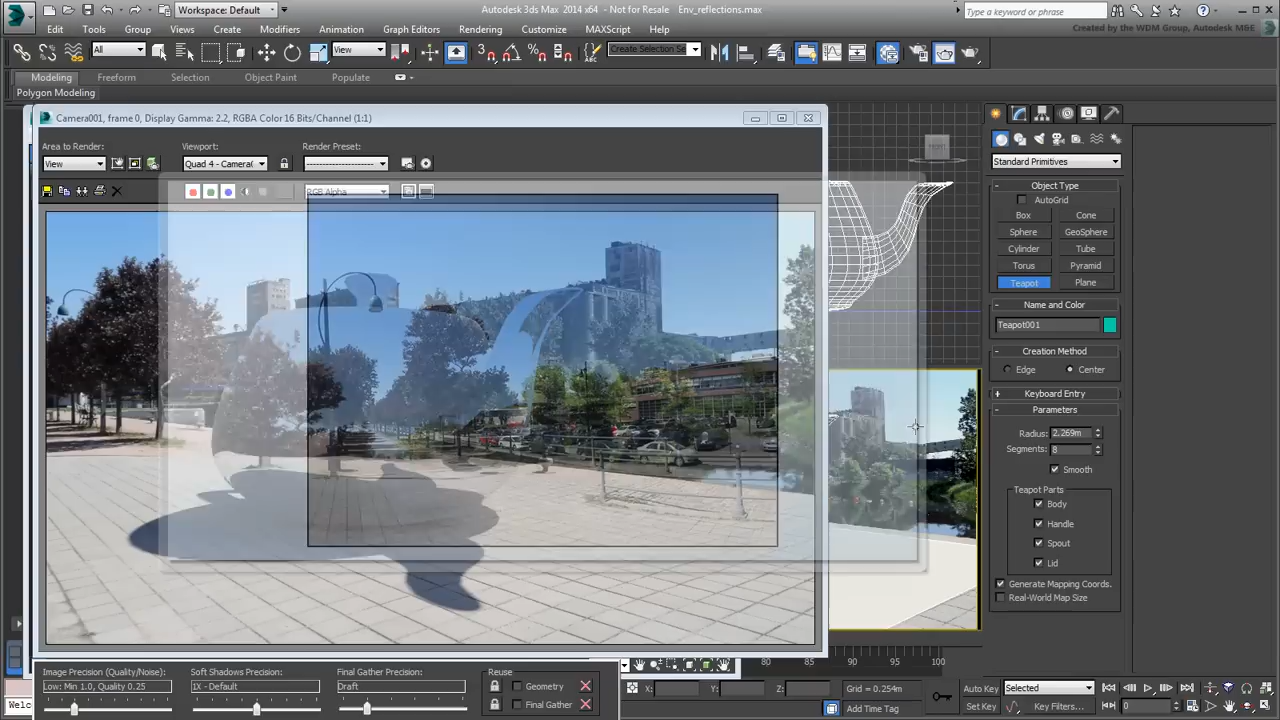 Workspace: Default
Autodesk 3ds Max 2014 x64 - Not for Resale Env_reflections.max
Type a keyword or phrase
Edit Tools Group Views Create Modifiers Animation Graph Editors Rendering Customize MAXScript Help
Created by the WDM Group, Autodesk M&E
All
View
Create Selection Se
Modeling Freeform Selection Object Paint Populate
Polygon Modeling
Camera001, frame 0, Display Gamma: 2.2, RGBA Color 16 Bits/Channel (1:1)
Area to Render:
Viewport:
Render Preset:
View
Quad 4 - Camera(
--------------------
RGB Alpha
Standard Primitives
Object Type
AutoGrid
Box Cone
Sphere GeoSphere
Cylinder Tube
Torus Pyramid
Teapot Plane
Name and Color
Teapot001
Creation Method
Edge Center
Keyboard Entry
Parameters
Radius: 2.269m
Segments: 8
Smooth
Teapot Parts
Body
Handle
Spout
Lid
Generate Mapping Coords.
Real-World Map Size
80 85 90 95 100
Image Precision (Quality/Noise):
Low: Min 1.0, Quality 0.25
Soft Shadows Precision:
1X - Default
Final Gather Precision:
Draft
Reuse
Geometry
Final Gather
X: Y: Z: Grid = 0.254m
Add Time Tag
Auto Key Selected
Set Key Key Filters...
0
Welc